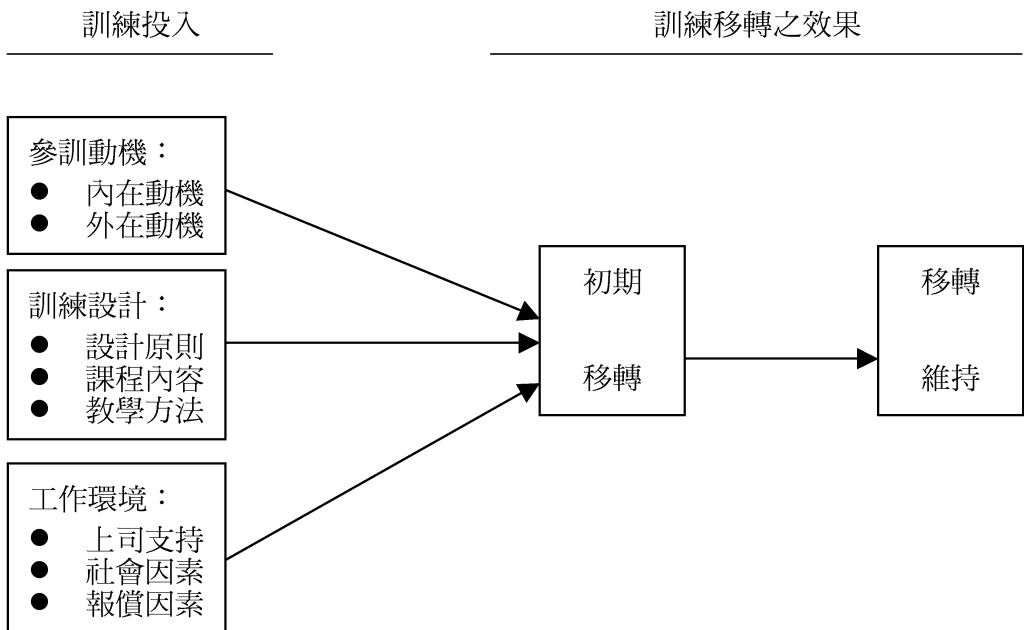 訓練投入
訓練移轉之效果
參訓動機：
● 內在動機
● 外在動機
訓練設計：
● 設計原則
● 課程內容
● 教學方法
工作環境：
● 上司支持
● 社會因素
● 報償因素
初期
移轉
移轉
維持